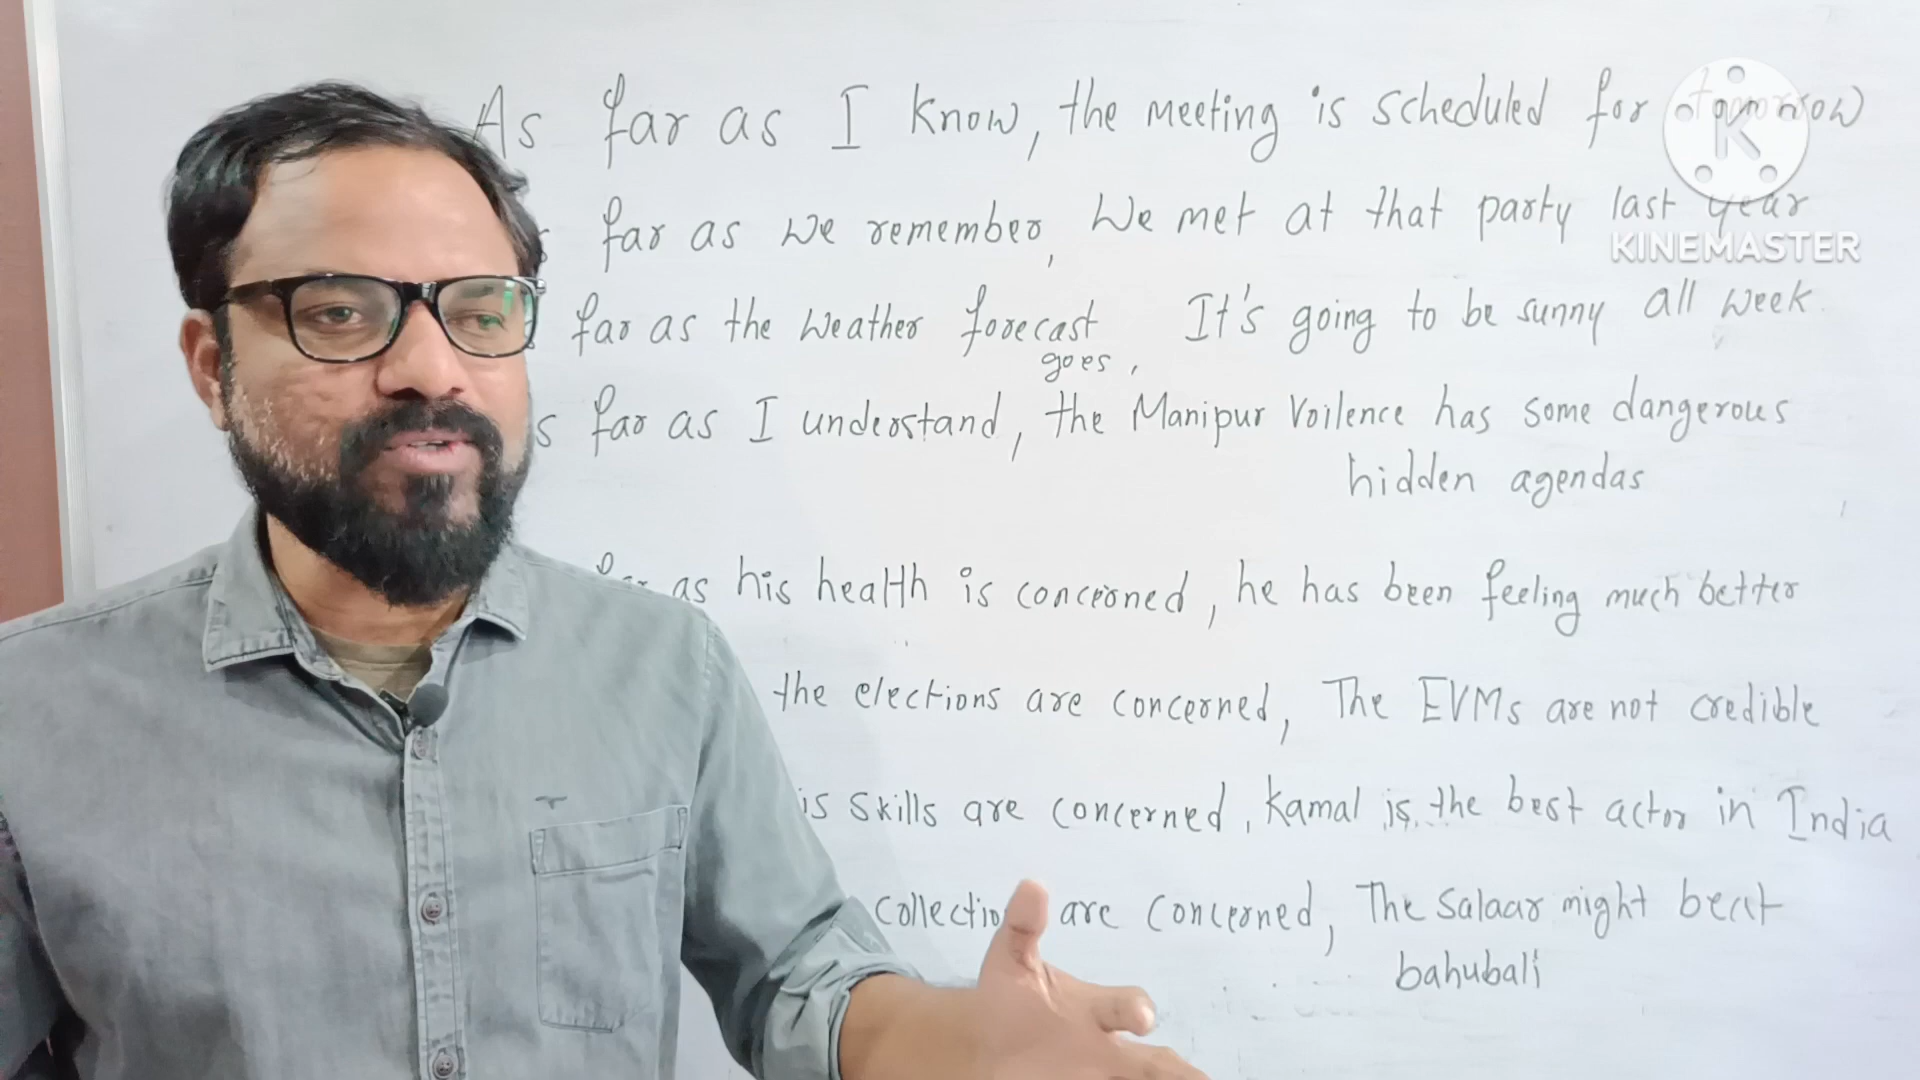 As far as I know, the meeting is scheduled for tomorrow
far as we remember, We met at that party last year
KINEMASTER
far as the weather forecast It's going to be sunny all week.
goes,
s far as I understand, the Manipur Voilence has some dangerous
hidden agendas
far as his health is concerned, he has been feeling much better
the elections are concerned, The EVMs are not credible
is skills are concerned, Kamal is the best actor in India
collection are concerned, The Salaar might beat
bahubali